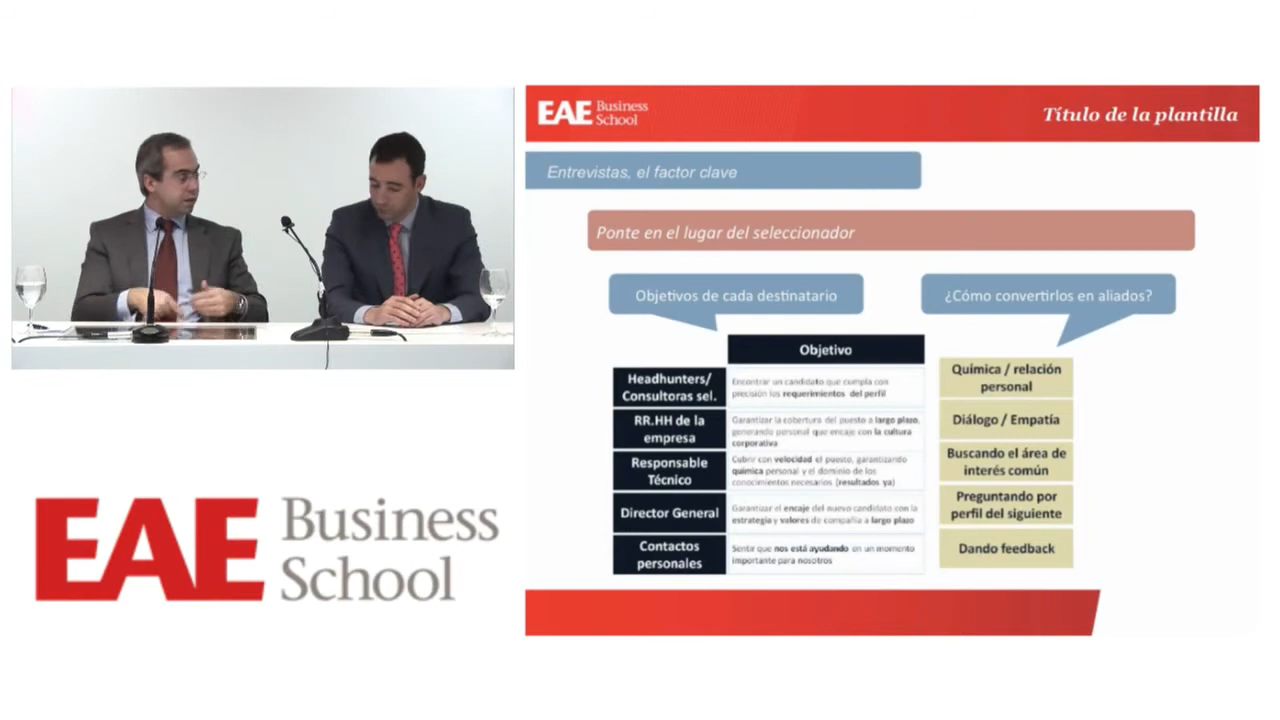 EAE Business
School
Título de la plantilla
Entrevistas, el factor clave
Ponte en el lugar del seleccionador
Objetivos de cada destinatario
¿Cómo convertirlos en aliados?
Objetivo
Headhunters/
Consultoras sel.
Encontrar un candidato que cumpla con
precisión los requerimientos del perfil
RR.HH de la
empresa
Garantizar la cobertura del puesto a largo plazo,
generando personal que encaje con la cultura
corporativa
Responsable
Técnico
Cubrir con velocidad el puesto, garantizando
química personal y el dominio de los
conocimientos necesarios (resultados ya)
Director General
Garantizar el encaje del nuevo candidato con la
estrategia y valores de compañía a largo plazo
Contactos
personales
Sentir que nos está ayudando en un momento
importante para nosotros
Química / relación
personal
Diálogo / Empatía
Buscando el área de
interés común
Preguntando por
perfil del siguiente
Dando feedback
EAE Business
School